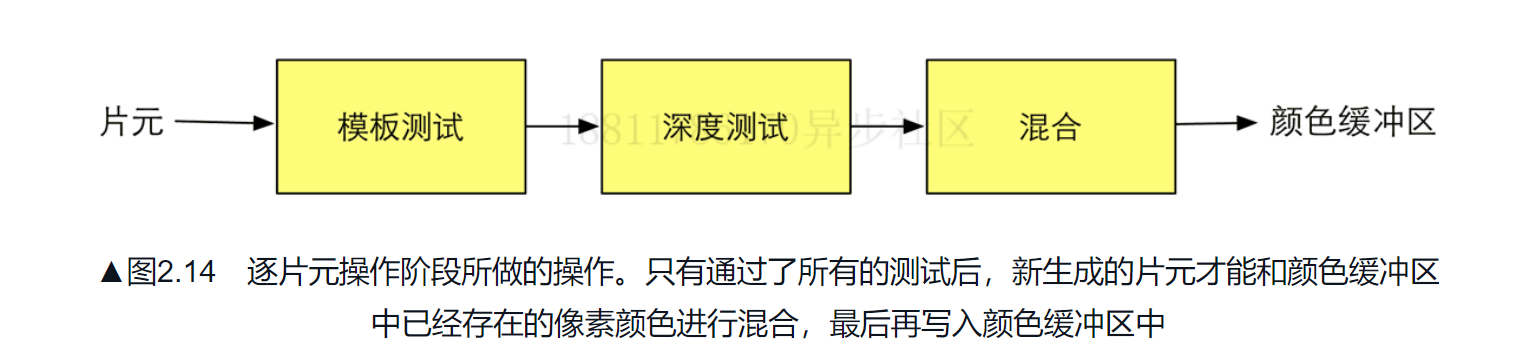 片元
模板测试
深度测试
混合
颜色缓冲区
▲图2.14 逐片元操作阶段所做的操作。只有通过了所有的测试后，新生成的片元才能和颜色缓冲区
中已经存在的像素颜色进行混合，最后再写入颜色缓冲区中
异步社区